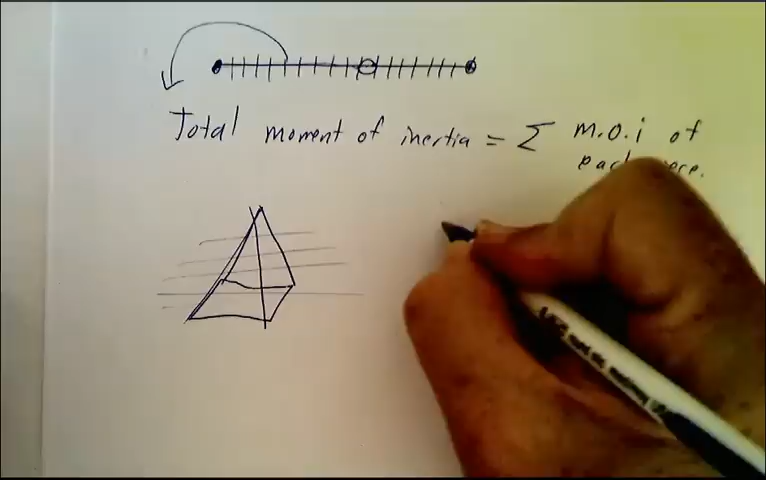 Total moment of inertia = Σ m.o.i of